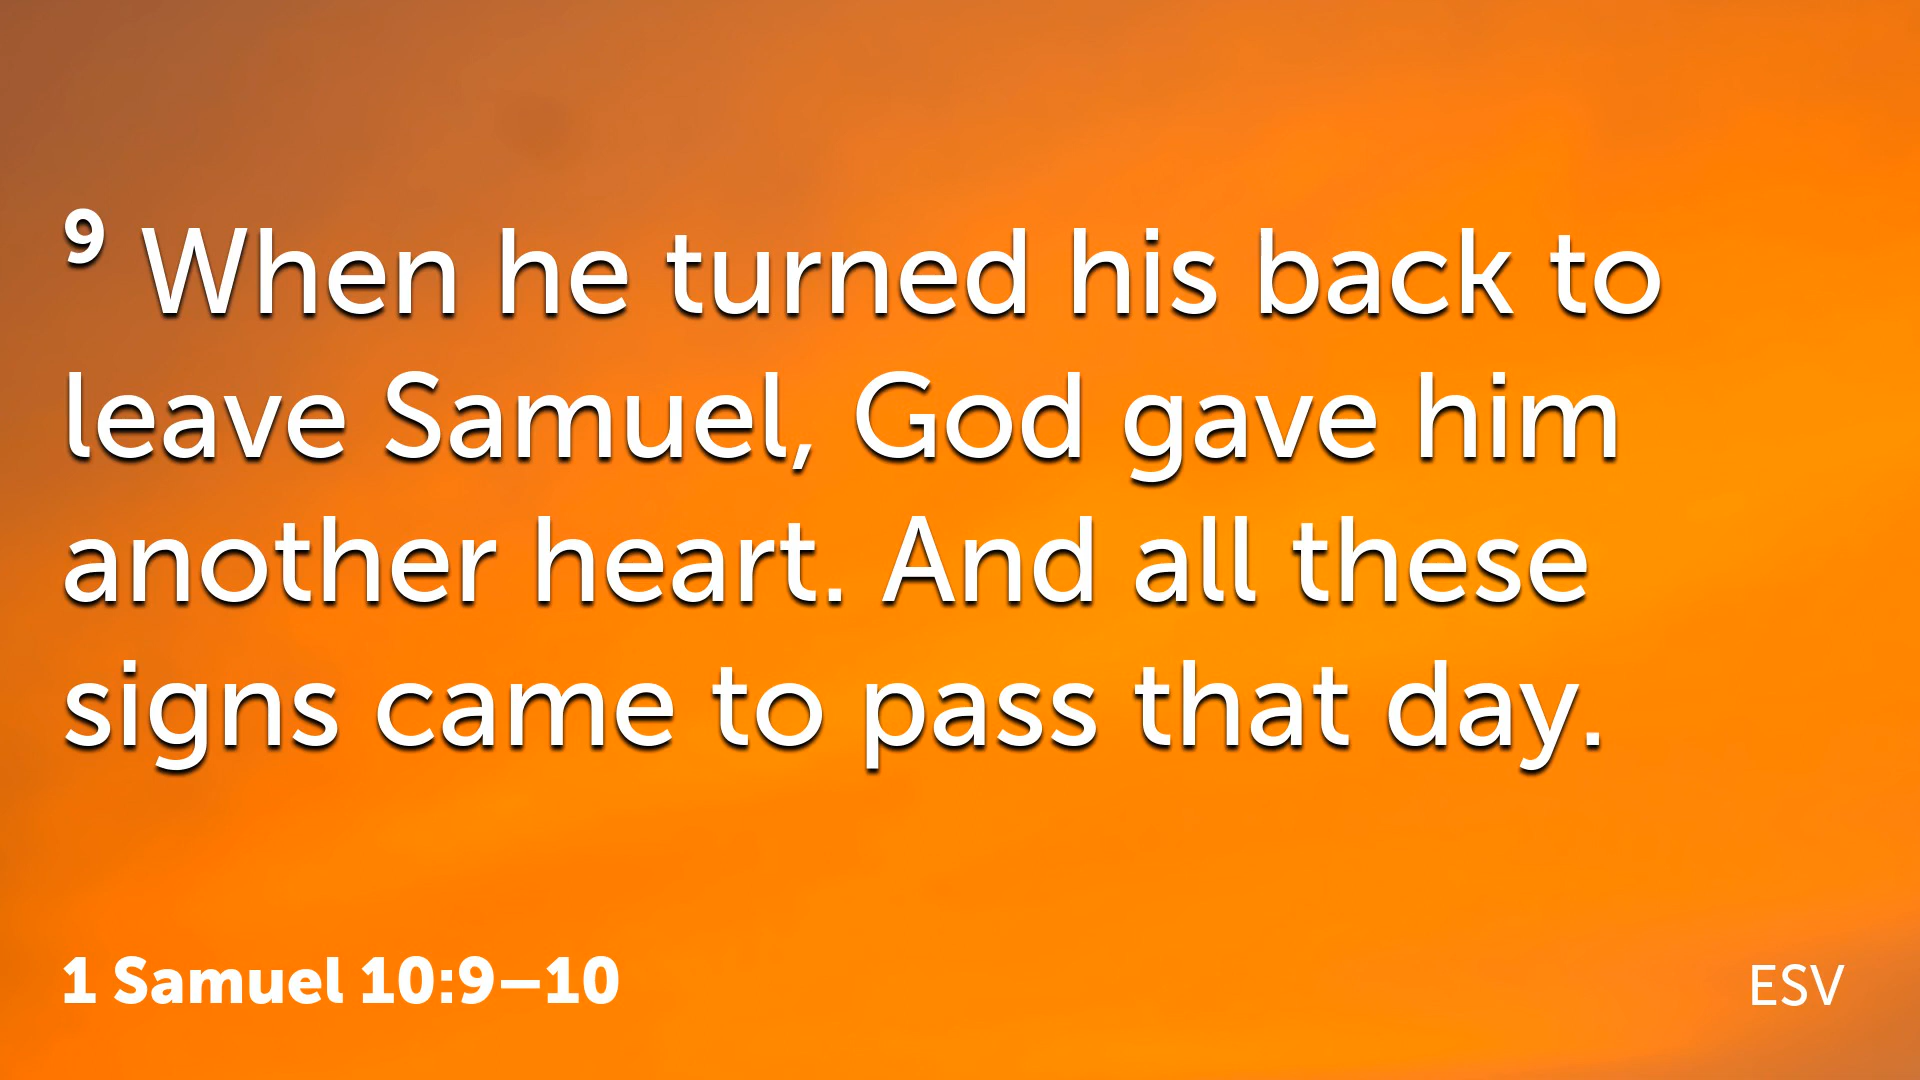 9 When he turned his back to
leave Samuel, God gave him
another heart. And all these
signs came to pass that day.
1 Samuel 10:9–10
ESV